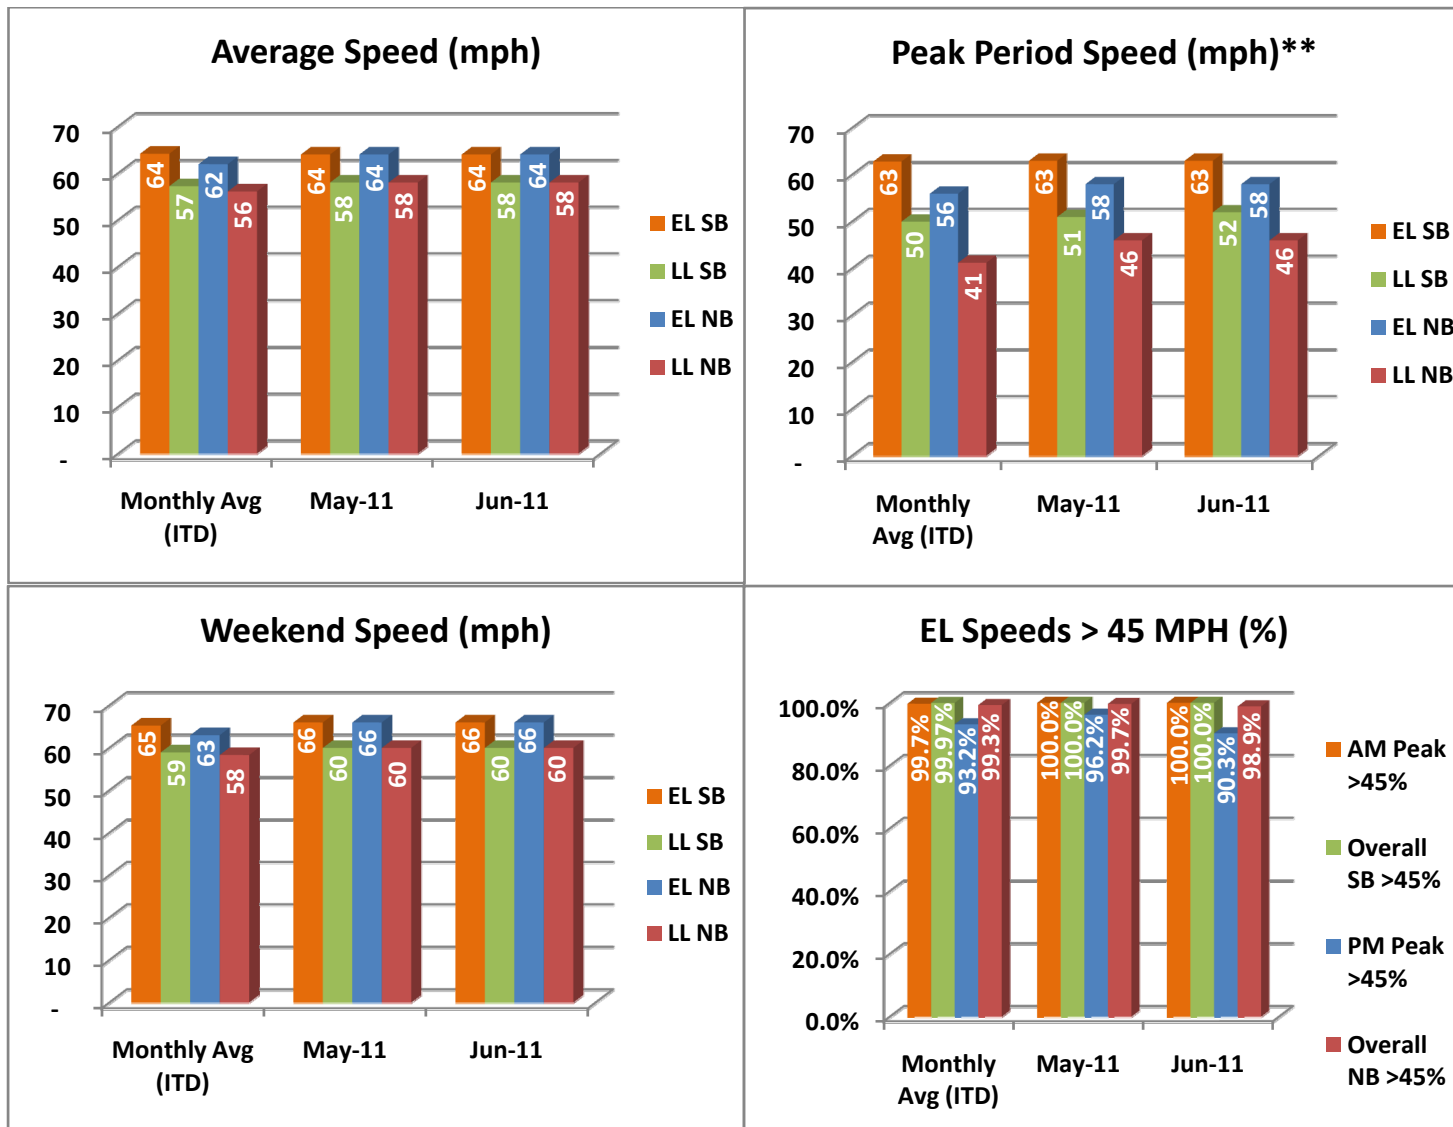 Average Speed (mph)
70
60
50
40
30
20
10
-
64
57
62
56
64
58
64
58
64
58
64
58
Monthly Avg
(ITD)
May-11
Jun-11
EL SB
LL SB
EL NB
LL NB
Peak Period Speed (mph)**
70
60
50
40
30
20
10
-
63
50
56
41
63
51
58
46
63
52
58
46
Monthly
Avg (ITD)
May-11
Jun-11
EL SB
LL SB
EL NB
LL NB
Weekend Speed (mph)
70
60
50
40
30
20
10
-
65
59
63
58
66
60
66
60
66
60
66
60
Monthly Avg
(ITD)
May-11
Jun-11
EL SB
LL SB
EL NB
LL NB
EL Speeds > 45 MPH (%)
100.0%
80.0%
60.0%
40.0%
20.0%
0.0%
99.7%
99.97%
93.2%
99.3%
100.0%
100.0%
96.2%
99.7%
100.0%
100.0%
90.3%
98.9%
Monthly
Avg (ITD)
May-11
Jun-11
AM Peak
>45%
Overall
SB >45%
PM Peak
>45%
Overall
NB >45%